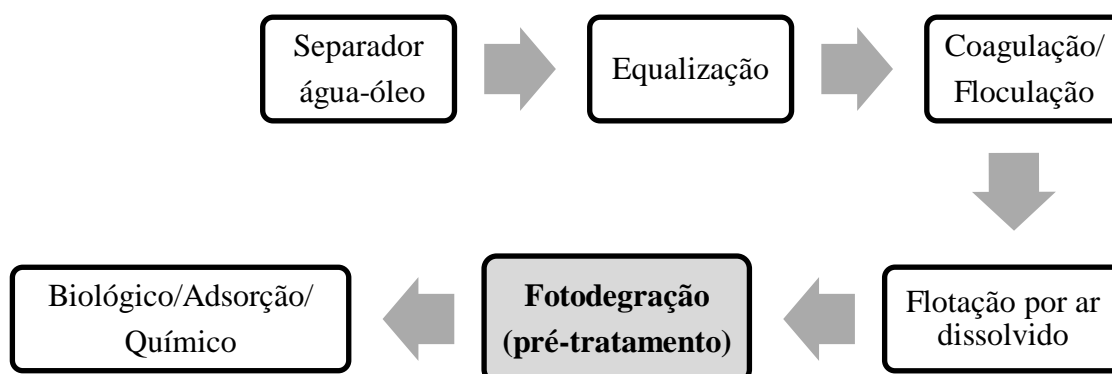 Separador
água-óleo
Equalização
Coagulação/
Floculação
Flotação por ar
dissolvido
Fotodegração
(pré-tratamento)
Biológico/Adsorção/
Químico